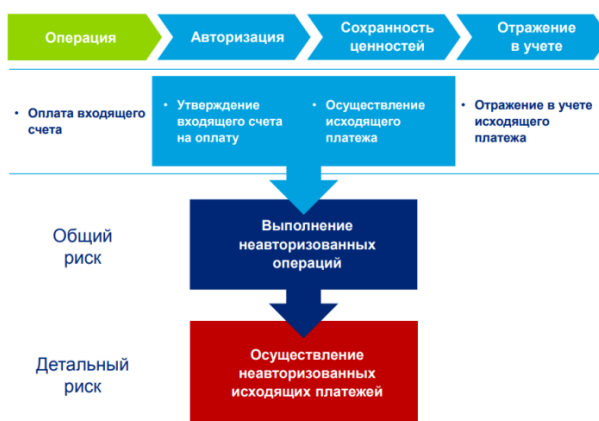 Операция
Авторизация
Сохранность
ценностей
Отражение
в учете
• Оплата входящего
счета
• Утверждение
входящего счета
на оплату
• Осуществление
исходящего
платежа
• Отражение в учете
исходящего
платежа
Общий
риск
Выполнение
неавторизованных
операций
Детальный
риск
Осуществление
неавторизованных
исходящих платежей